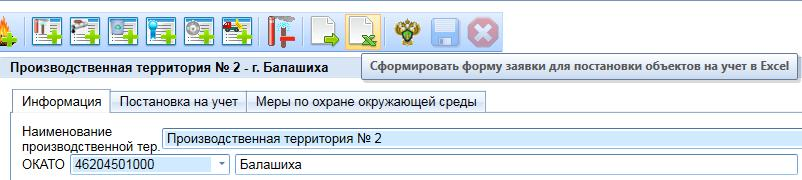 Производственная территория № 2 - г. Балашиха
Сформировать форму заявки для постановки объектов на учет в Excel
Информация
Постановка на учет
Меры по охране окружающей среды
Наименование
производственной тер.
Производственная территория № 2
ОКАТО
46204501000
Балашиха